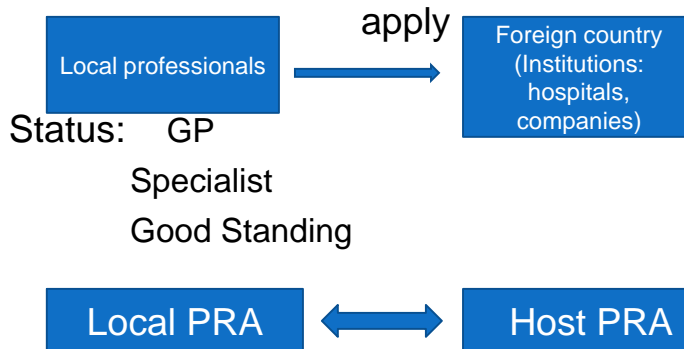 apply
Local professionals
Foreign country
(Institutions:
hospitals,
companies)
Status: GP
Specialist
Good Standing
Local PRA
Host PRA